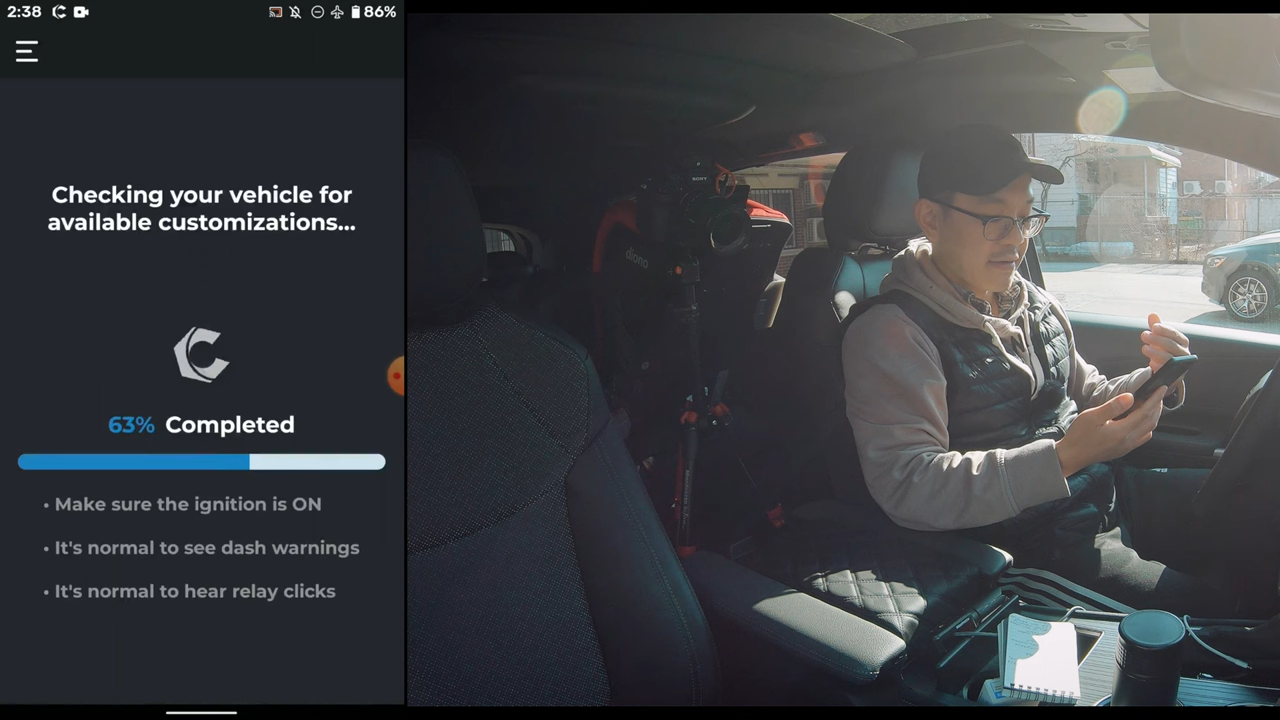 2:38
86%
Checking your vehicle for
available customizations...
63% Completed
• Make sure the ignition is ON
• It's normal to see dash warnings
• It's normal to hear relay clicks
SONY
diono